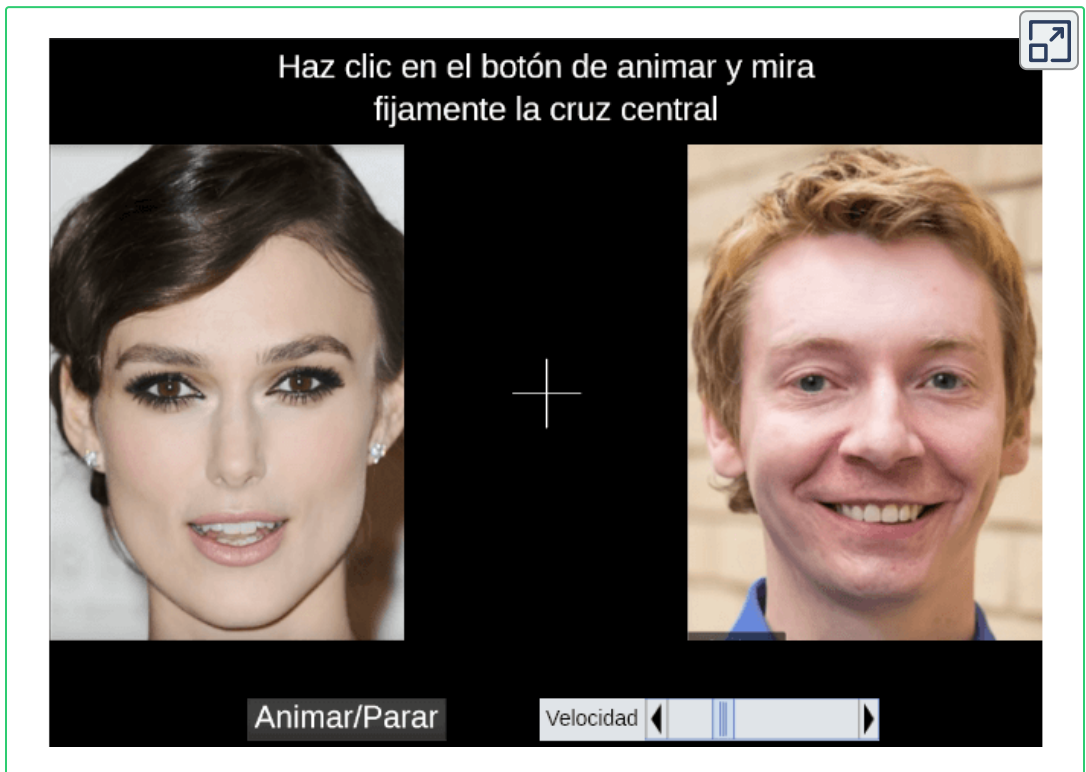 Haz clic en el botón de animar y mira
fijamente la cruz central
Animar/Parar
Velocidad